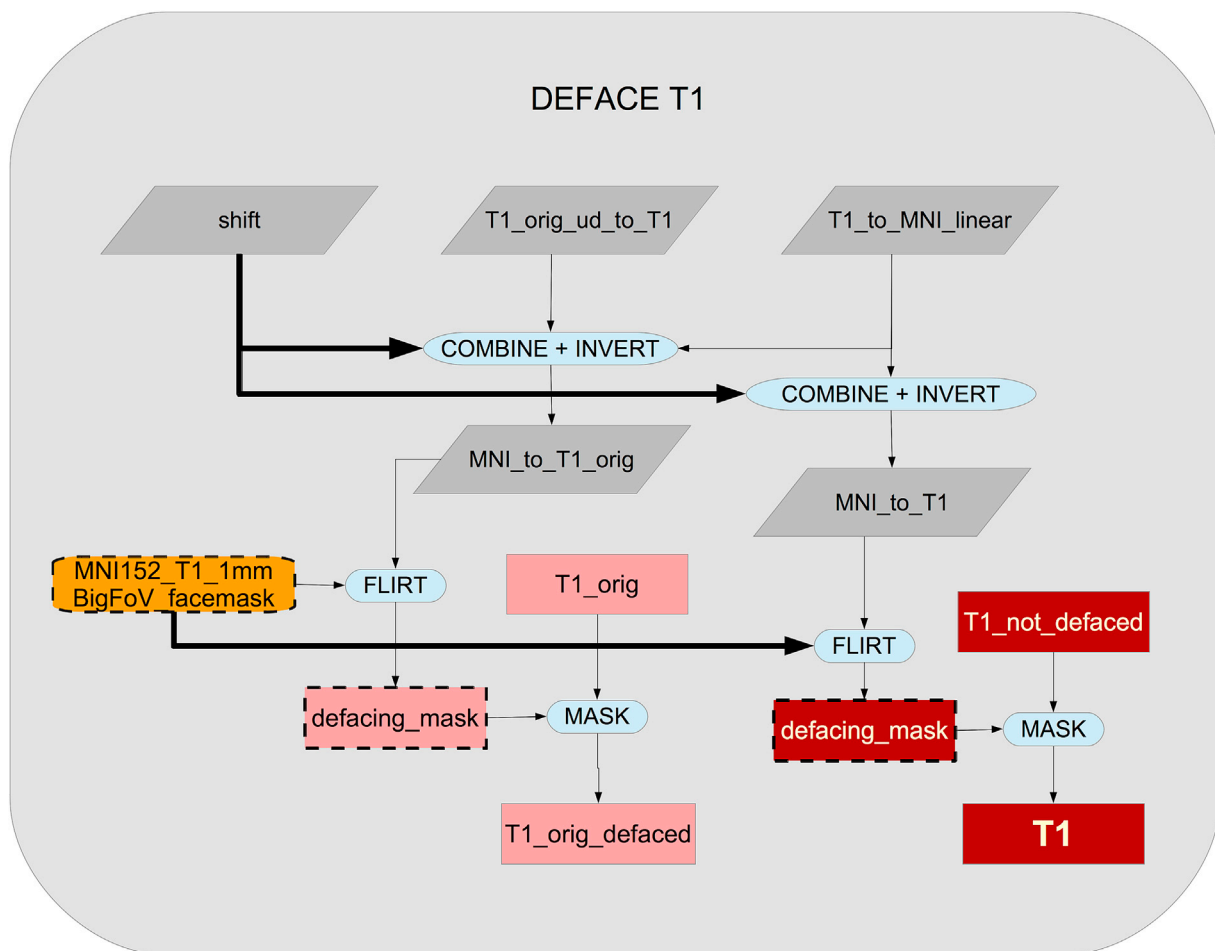 DEFACE T1
shift
T1_orig_ud_to_T1
T1_to_MNI_linear
COMBINE + INVERT
COMBINE + INVERT
MNI_to_T1_orig
MNI_to_T1
MNI152_T1_1mm
BigFoV_facemask
FLIRT
T1_orig
T1_not_defaced
FLIRT
defacing_mask
MASK
defacing_mask
MASK
T1_orig_defaced
T1